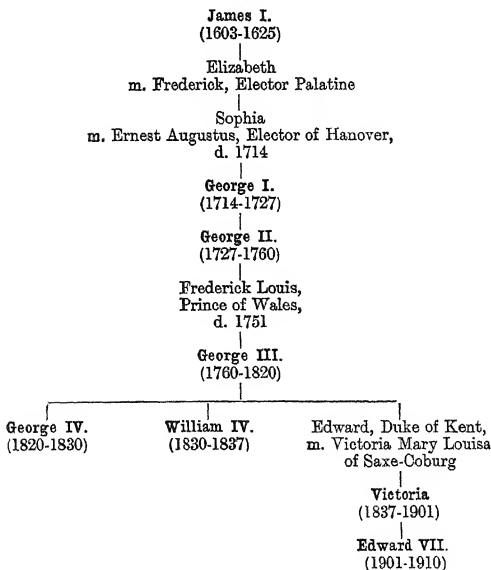 James I.
(1603-1625)
Elizabeth
m. Frederick, Elector Palatine
Sophia
m. Ernest Augustus, Elector of Hanover,
d. 1714
George I.
(1714-1727)
George II.
(1727-1760)
Frederick Louis,
Prince of Wales,
d. 1751
George III.
(1760-1820)
George IV.
(1820-1830)
William IV.
(1830-1837)
Edward, Duke of Kent,
m. Victoria Mary Louisa
of Saxe-Coburg
Victoria
(1837-1901)
Edward VII.
(1901-1910)